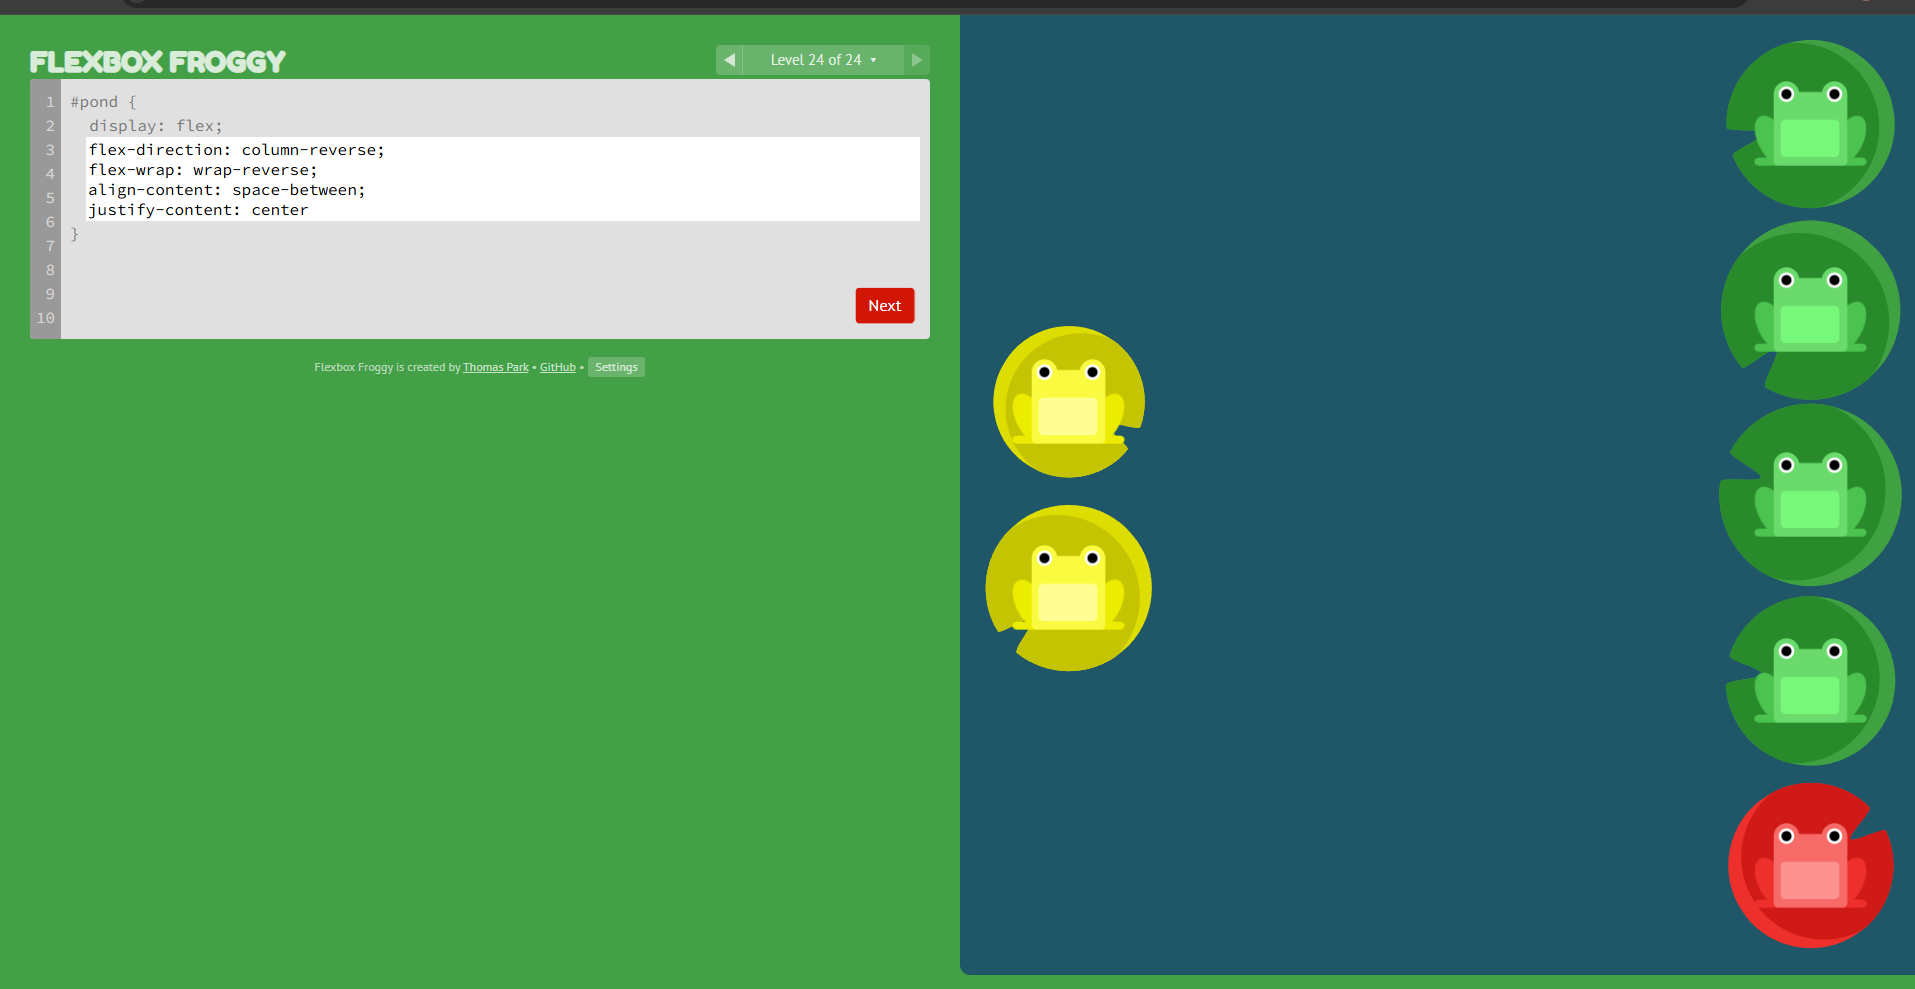 FLEXBOX FROGGY
◀ Level 24 of 24 ▾ ▶
1 #pond {
2 display: flex;
3 flex-direction: column-reverse;
4 flex-wrap: wrap-reverse;
5 align-content: space-between;
6 justify-content: center
7 }
8
9
10
Next
Flexbox Froggy is created by Thomas Park • GitHub • Settings